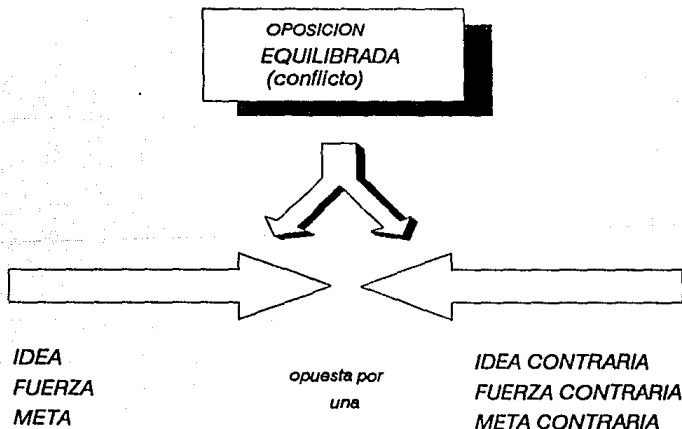 OPOSICION
EQUILIBRADA
(conflicto)
IDEA
FUERZA
META
opuesta por
una
IDEA CONTRARIA
FUERZA CONTRARIA
META CONTRARIA